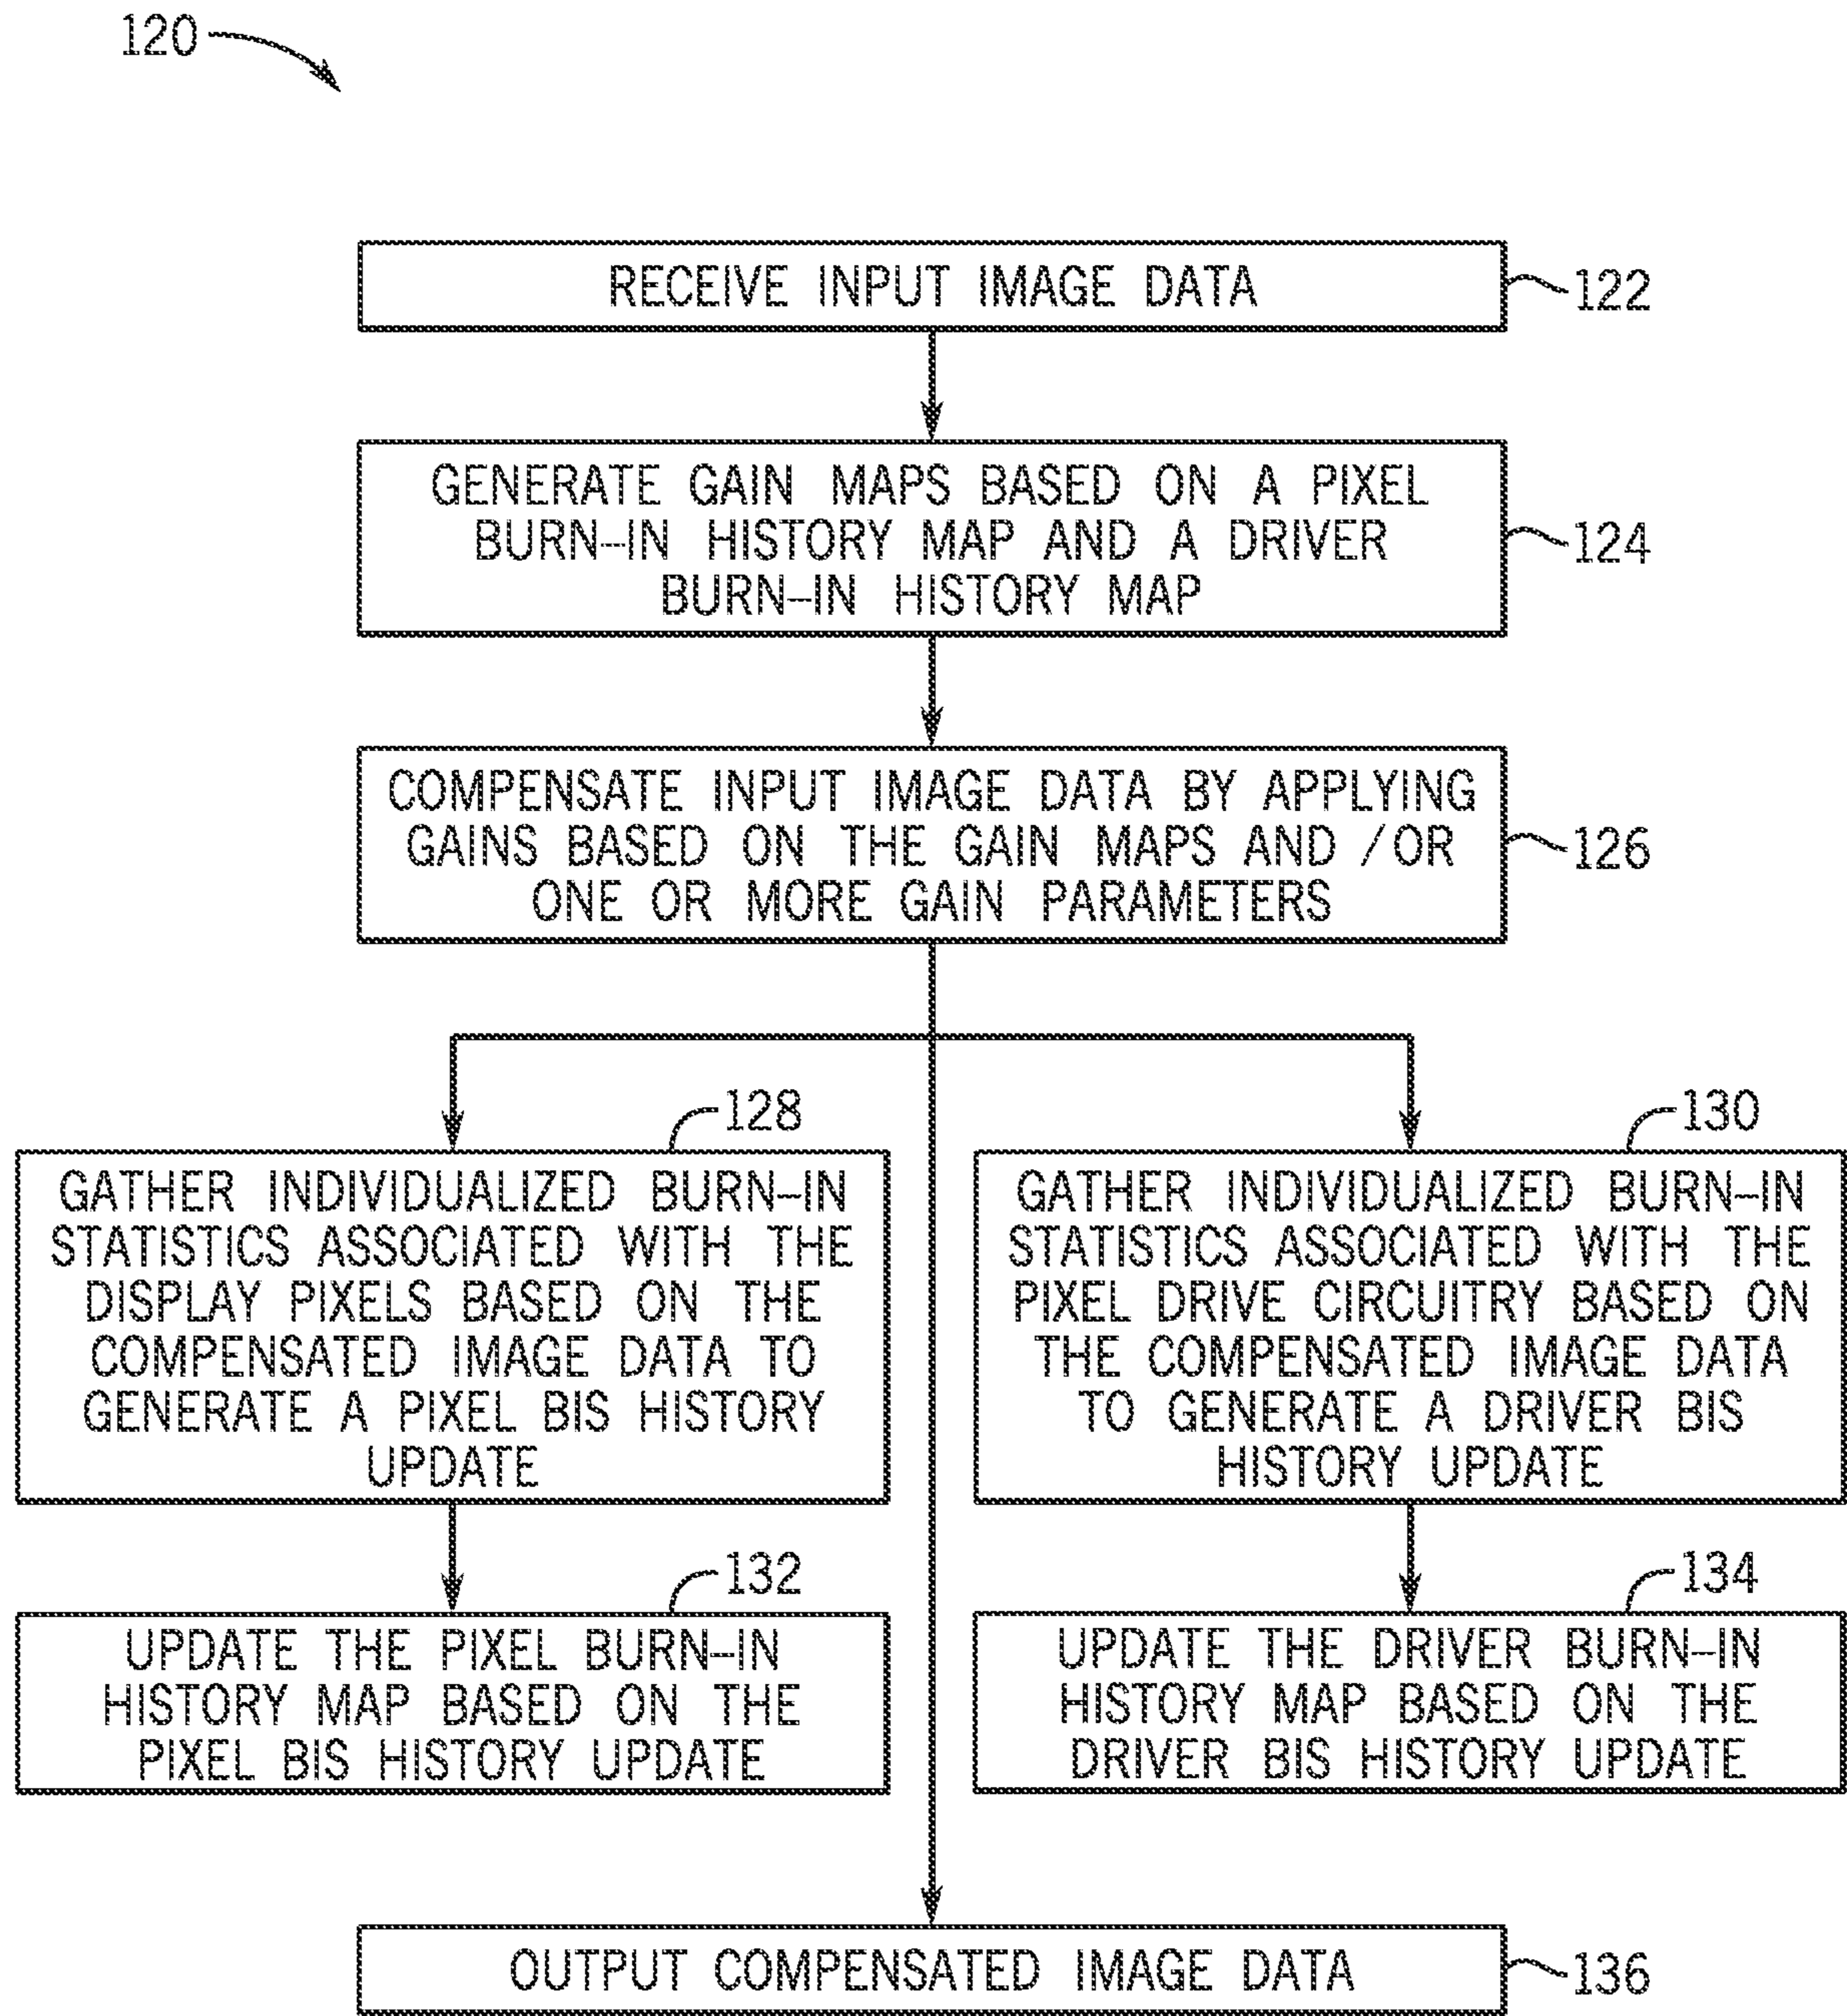 120
RECEIVE INPUT IMAGE DATA
122
GENERATE GAIN MAPS BASED ON A PIXEL
BURN-IN HISTORY MAP AND A DRIVER
BURN-IN HISTORY MAP
124
COMPENSATE INPUT IMAGE DATA BY APPLYING
GAINS BASED ON THE GAIN MAPS AND /OR
ONE OR MORE GAIN PARAMETERS
126
128
GATHER INDIVIDUALIZED BURN-IN
STATISTICS ASSOCIATED WITH THE
DISPLAY PIXELS BASED ON THE
COMPENSATED IMAGE DATA TO
GENERATE A PIXEL BIS HISTORY
UPDATE
130
GATHER INDIVIDUALIZED BURN-IN
STATISTICS ASSOCIATED WITH THE
PIXEL DRIVE CIRCUITRY BASED ON
THE COMPENSATED IMAGE DATA
TO GENERATE A DRIVER BIS
HISTORY UPDATE
132
UPDATE THE PIXEL BURN-IN
HISTORY MAP BASED ON THE
PIXEL BIS HISTORY UPDATE
134
UPDATE THE DRIVER BURN-IN
HISTORY MAP BASED ON THE
DRIVER BIS HISTORY UPDATE
OUTPUT COMPENSATED IMAGE DATA
136